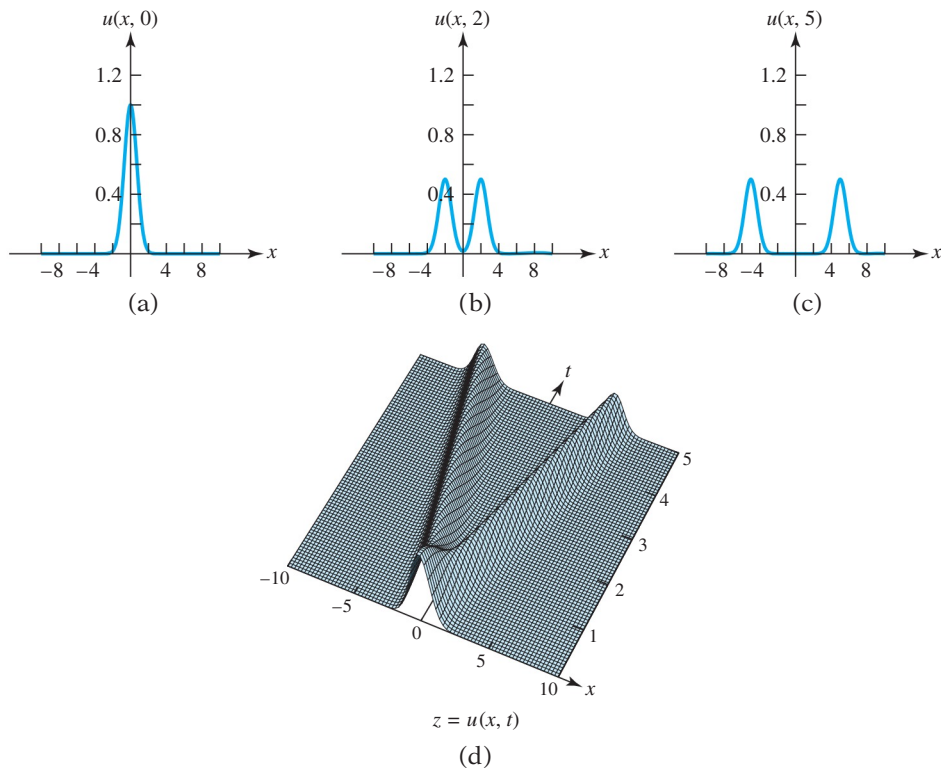 u(x, 0) u(x, 2) u(x, 5)
1.2 1.2 1.2
0.8 0.8 0.8
0.4 0.4 0.4
x x x
−8 −4 4 8 −8 −4 4 8 −8 −4 4 8
(a) (b) (c)
t
5
4
3
−10
2
−5
1
0
5
10
x
z = u(x, t)
(d)